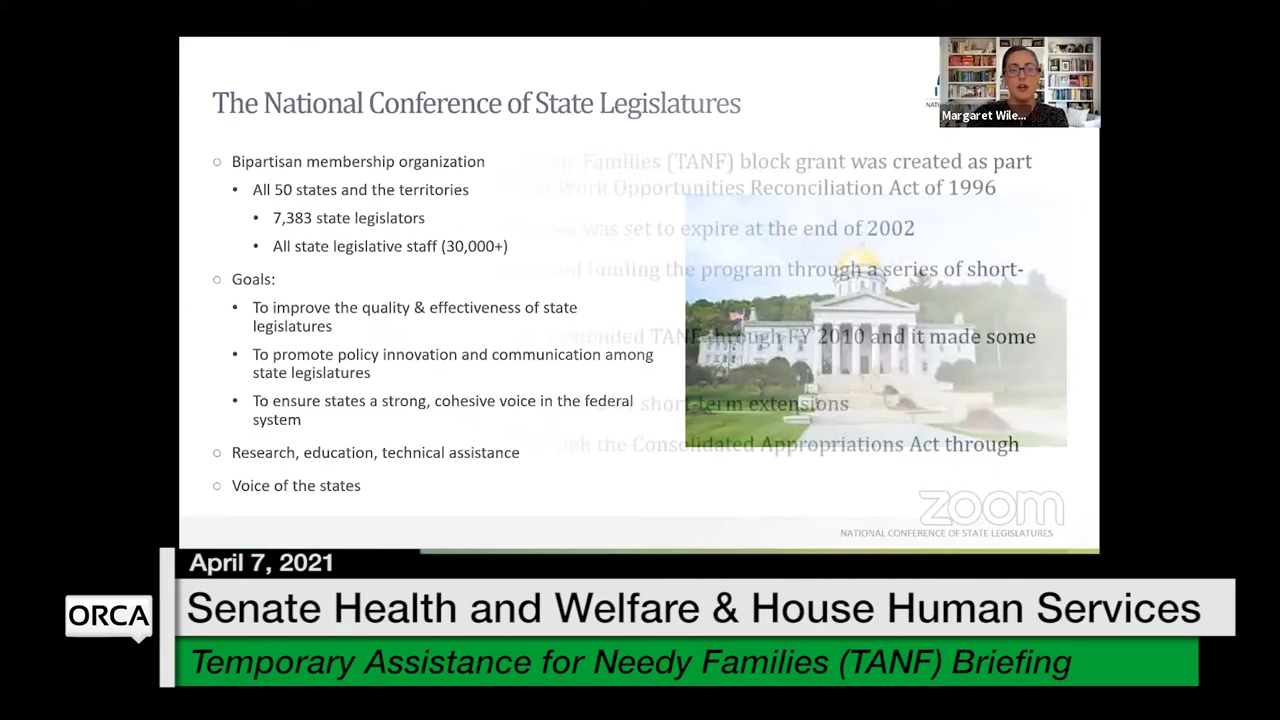 The National Conference of State Legislatures
Margaret Wile...
Bipartisan membership organization
All 50 states and the territories
7,383 state legislators
All state legislative staff (30,000+)
Goals:
To improve the quality & effectiveness of state
legislatures
To promote policy innovation and communication among
state legislatures
To ensure states a strong, cohesive voice in the federal
system
Research, education, technical assistance
Voice of the states
Families (TANF) block grant was created as part
Work Opportunities Reconciliation Act of 1996
was set to expire at the end of 2002
funding the program through a series of short-
TANF through FY 2010 and it made some
short-term extensions
the Consolidated Appropriations Act through
zoom
NATIONAL CONFERENCE OF STATE LEGISLATURES
April 7, 2021
ORCA
Senate Health and Welfare & House Human Services
Temporary Assistance for Needy Families (TANF) Briefing